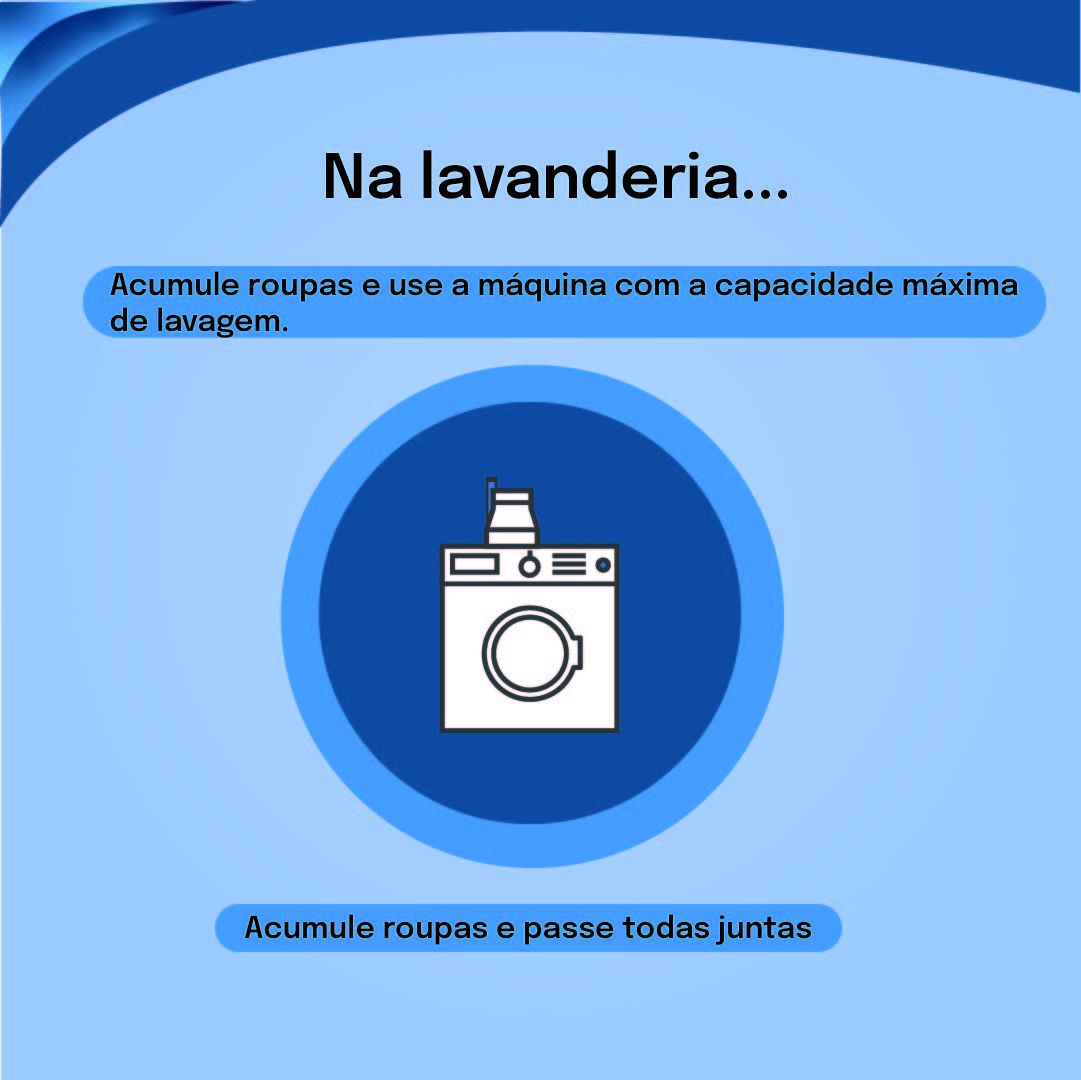 Na lavanderia...
Acumule roupas e use a máquina com a capacidade máxima
de lavagem.
Acumule roupas e passe todas juntas